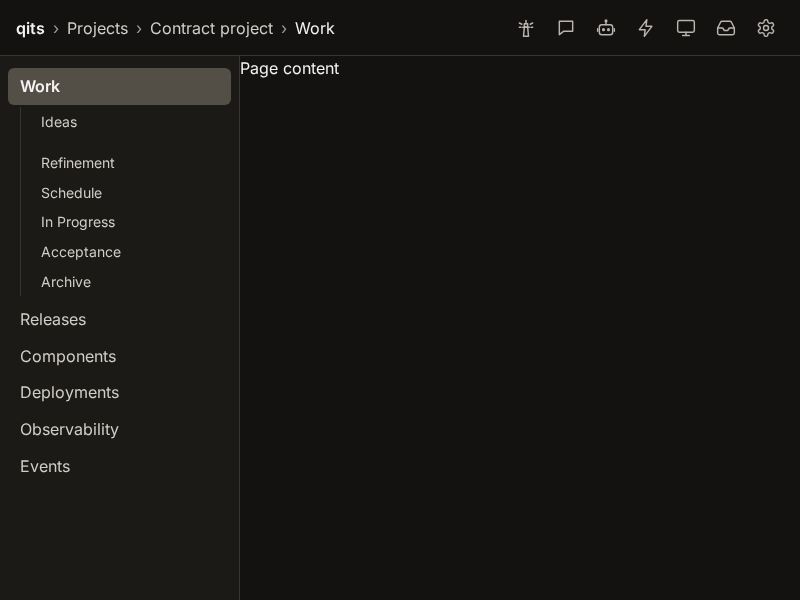 qits › Projects › Contract project › Work
Work
Ideas
Refinement
Schedule
In Progress
Acceptance
Archive
Releases
Components
Deployments
Observability
Events
Page content